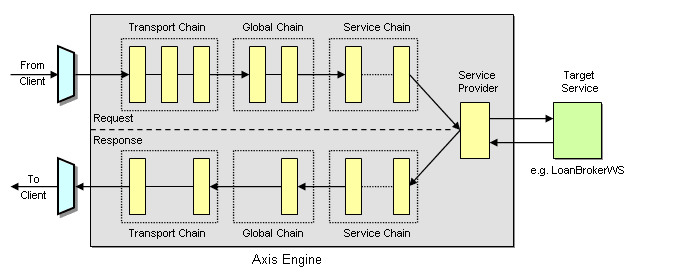 Transport Chain
Global Chain
Service Chain
From
Client
Service
Provider
Target
Service
Request
Response
To
Client
e.g. LoanBrokerWS
Transport Chain
Global Chain
Service Chain
Axis Engine